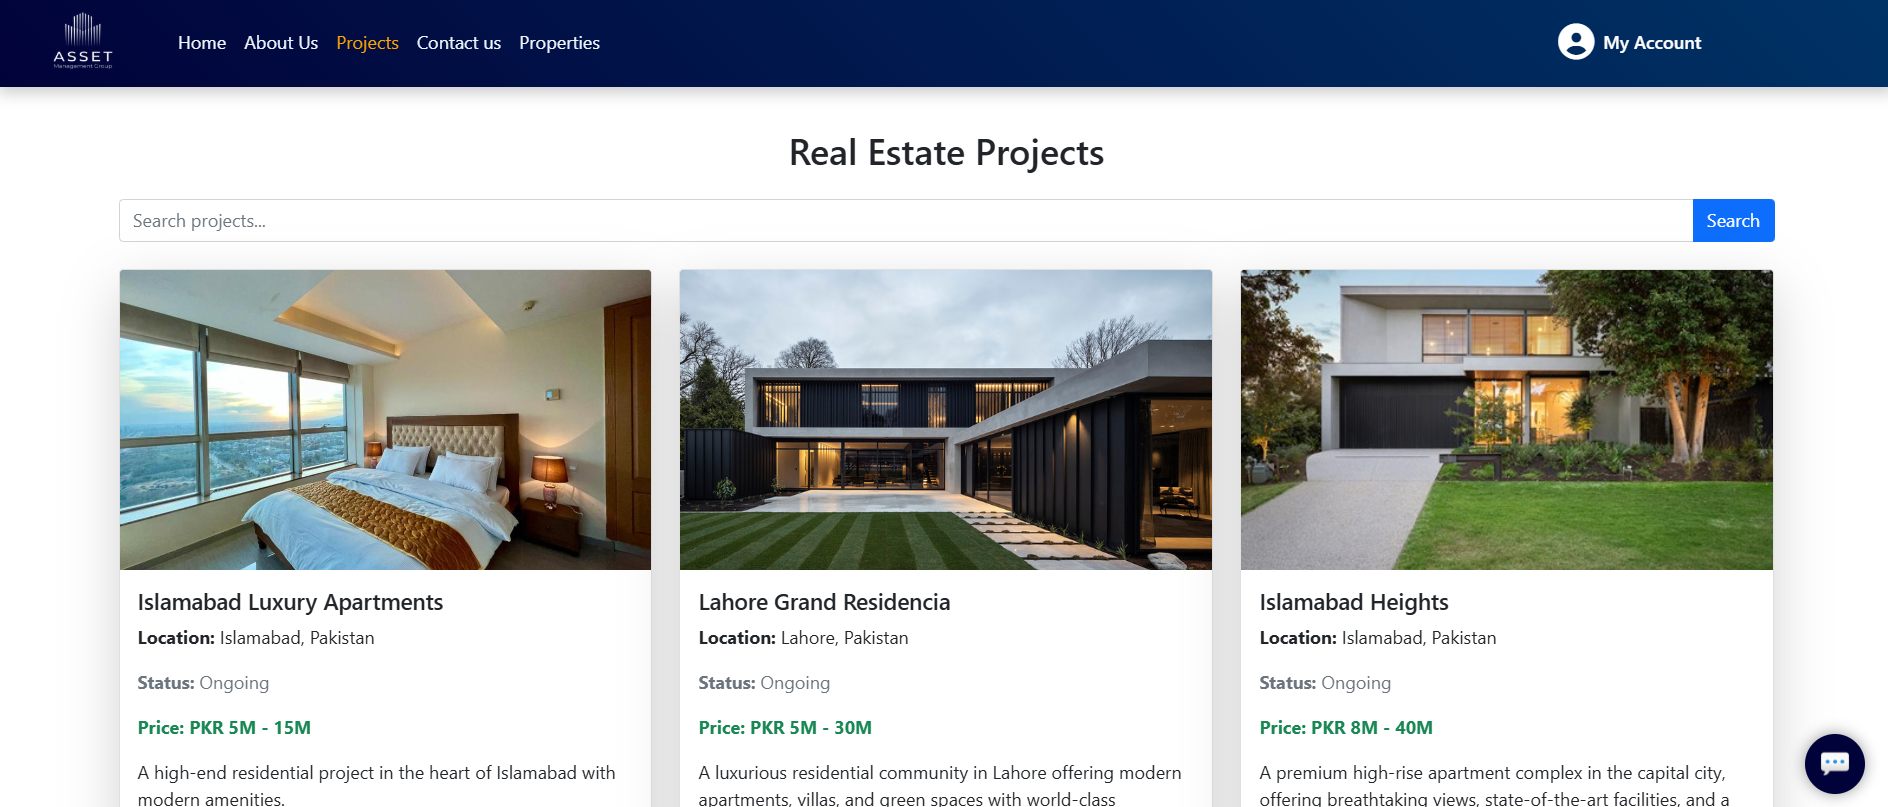 ASSET
Management Group
Home
About Us
Projects
Contact us
Properties
My Account
Real Estate Projects
Search projects...
Search
Islamabad Luxury Apartments
Location: Islamabad, Pakistan
Status: Ongoing
Price: PKR 5M - 15M
A high-end residential project in the heart of Islamabad with
modern amenities.
Lahore Grand Residencia
Location: Lahore, Pakistan
Status: Ongoing
Price: PKR 5M - 30M
A luxurious residential community in Lahore offering modern
apartments, villas, and green spaces with world-class
Islamabad Heights
Location: Islamabad, Pakistan
Status: Ongoing
Price: PKR 8M - 40M
A premium high-rise apartment complex in the capital city,
offering breathtaking views, state-of-the-art facilities, and a